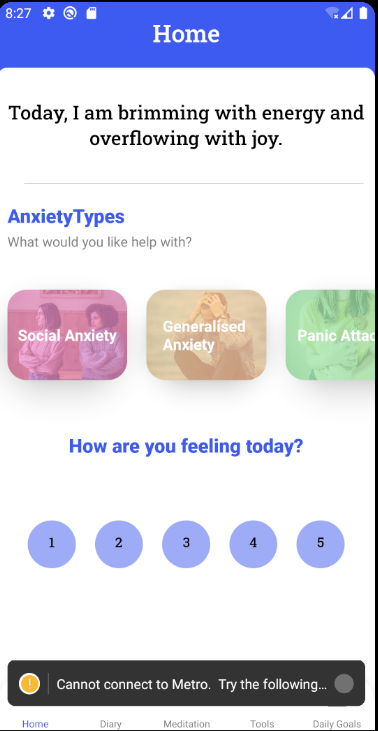 8:27
Home
Today, I am brimming with energy and
overflowing with joy.
AnxietyTypes
What would you like help with?
Social Anxiety
Generalised
Anxiety
Panic Attac
How are you feeling today?
1 2 3 4 5
! Cannot connect to Metro. Try the following...
Home Diary Meditation Tools Daily Goals